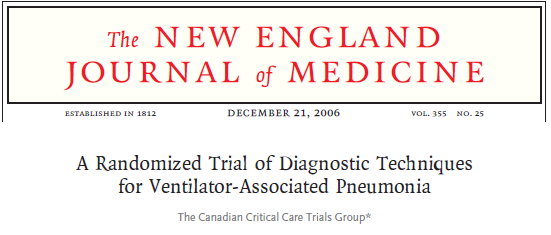 The NEW ENGLAND
JOURNAL of MEDICINE
ESTABLISHED IN 1812 DECEMBER 21, 2006 VOL. 355 NO. 25
A Randomized Trial of Diagnostic Techniques
for Ventilator-Associated Pneumonia
The Canadian Critical Care Trials Group*